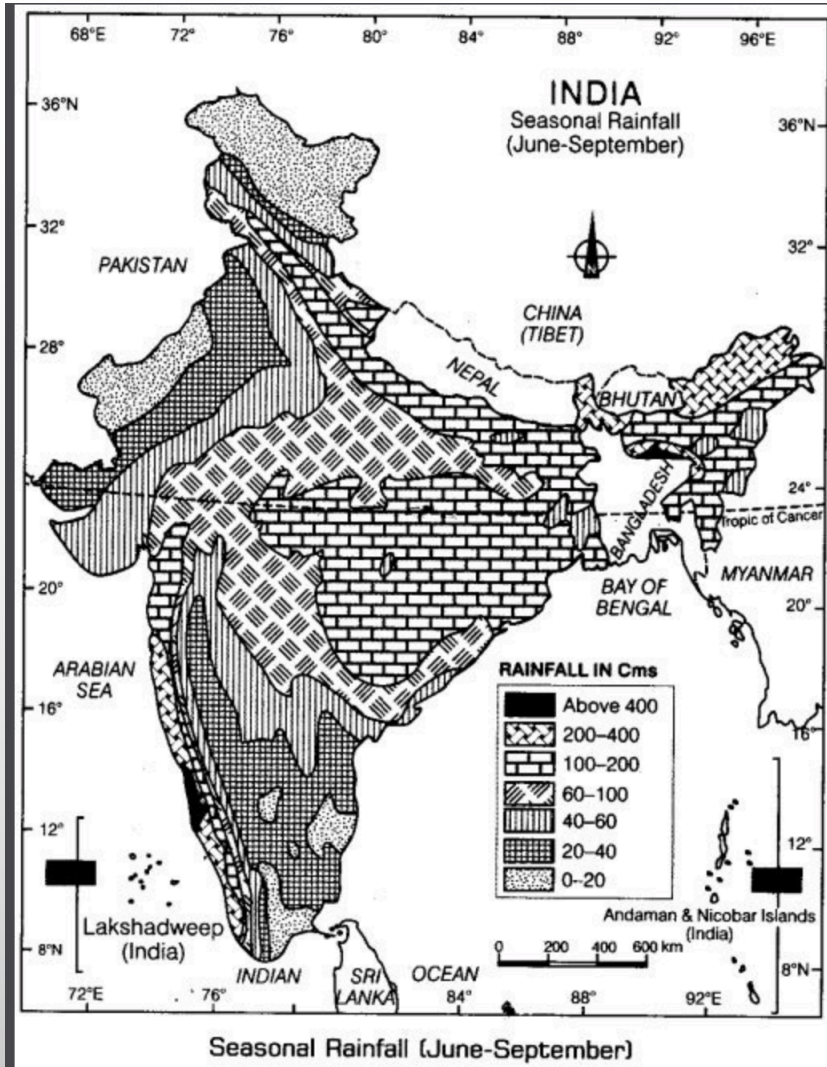 68°E 72° 76° 80° 84° 88° 92° 96°E
INDIA
Seasonal Rainfall
(June-September)
36°N
36°N
32°
32°
PAKISTAN
CHINA
(TIBET)
28°
28°
NEPAL
BHUTAN
24°
BANGLADESH
24°
Tropic of Cancer
MYANMAR
20°
BAY OF
BENGAL
20°
ARABIAN
SEA
RAINFALL IN Cms
Above 400
200–400
100–200
60–100
40–60
20–40
0–20
16°
16°
12°
12°
Lakshadweep
(India)
Andaman & Nicobar Islands
(India)
8°N
8°N
0 200 400 600 km
INDIAN
SRI
LANKA
OCEAN
72°E 76° 84° 88° 92°E
Seasonal Rainfall (June-September)